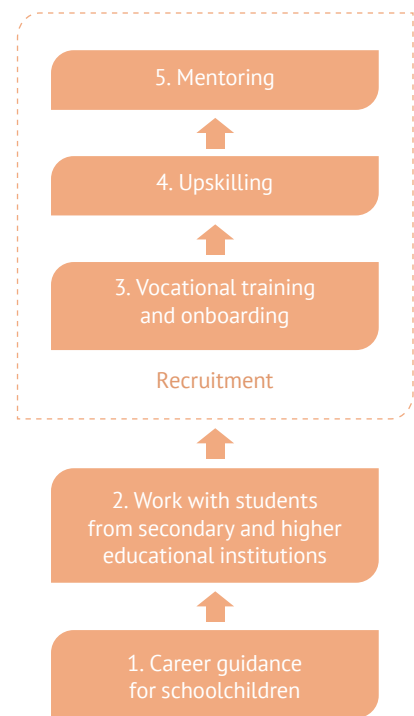 5. Mentoring
4. Upskilling
3. Vocational training
and onboarding
Recruitment
2. Work with students
from secondary and higher
educational institutions
1. Career guidance
for schoolchildren